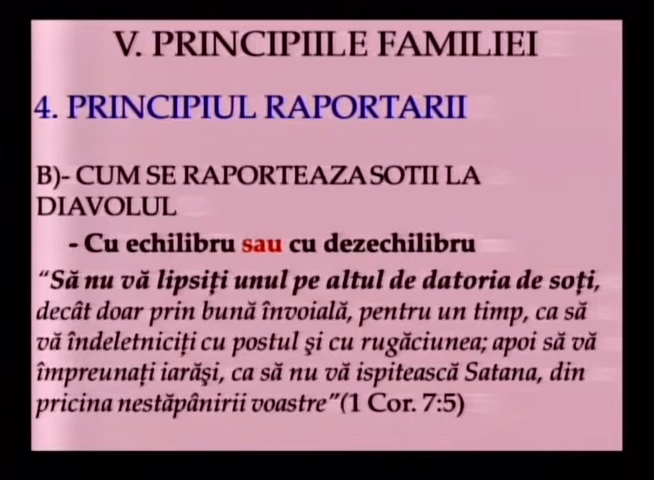 V. PRINCIPIILE FAMILIEI
4. PRINCIPIUL RAPORTARII
B)- CUM SE RAPORTEAZA SOTII LA
DIAVOLUL
- Cu echilibru sau cu dezechilibru
“Să nu vă lipsiţi unul pe altul de datoria de soţi,
decât doar prin bună învoială, pentru un timp, ca să
vă îndeletniciţi cu postul şi cu rugăciunea; apoi să vă
împreunaţi iarăşi, ca să nu vă ispitească Satana, din
pricina nestăpânirii voastre”(1 Cor. 7:5)